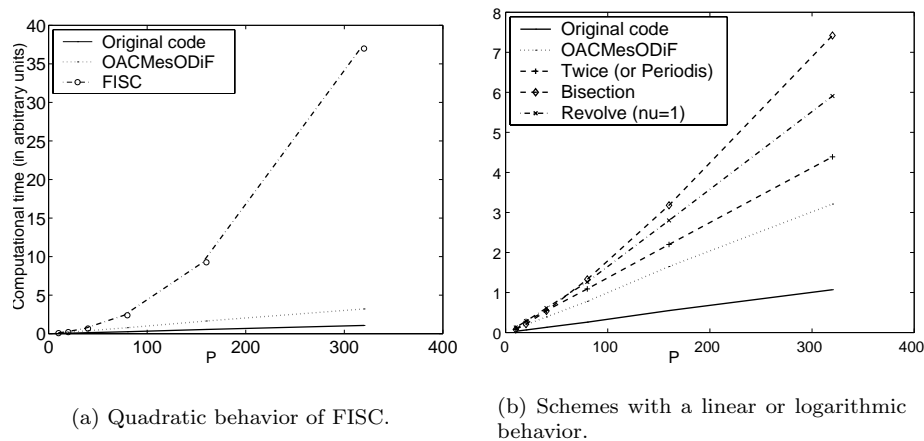 Computational time (in arbitrary units)
40
35
30
25
20
15
10
5
0
0
100
200
300
400
P
Original code
OACMesODiF
FISC
(a) Quadratic behavior of FISC.
8
7
6
5
4
3
2
1
0
0
100
200
300
400
P
Original code
OACMesODiF
Twice (or Periodis)
Bisection
Revolve (nu=1)
(b) Schemes with a linear or logarithmic
behavior.